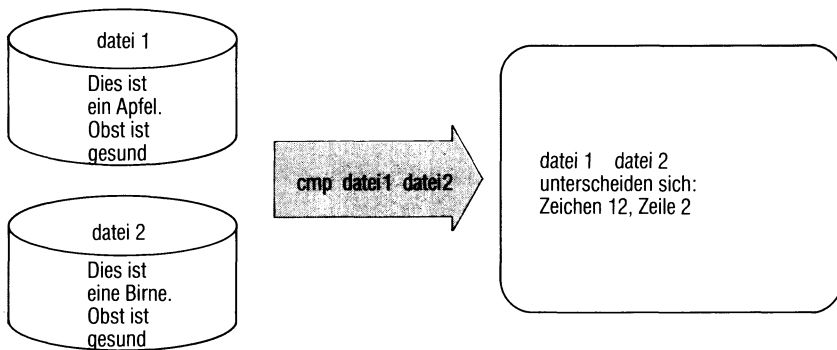 datei 1
Dies ist
ein Apfel.
Obst ist
gesund
datei 2
Dies ist
eine Birne.
Obst ist
gesund
cmp datei1 datei2
datei 1 datei 2
unterscheiden sich:
Zeichen 12, Zeile 2